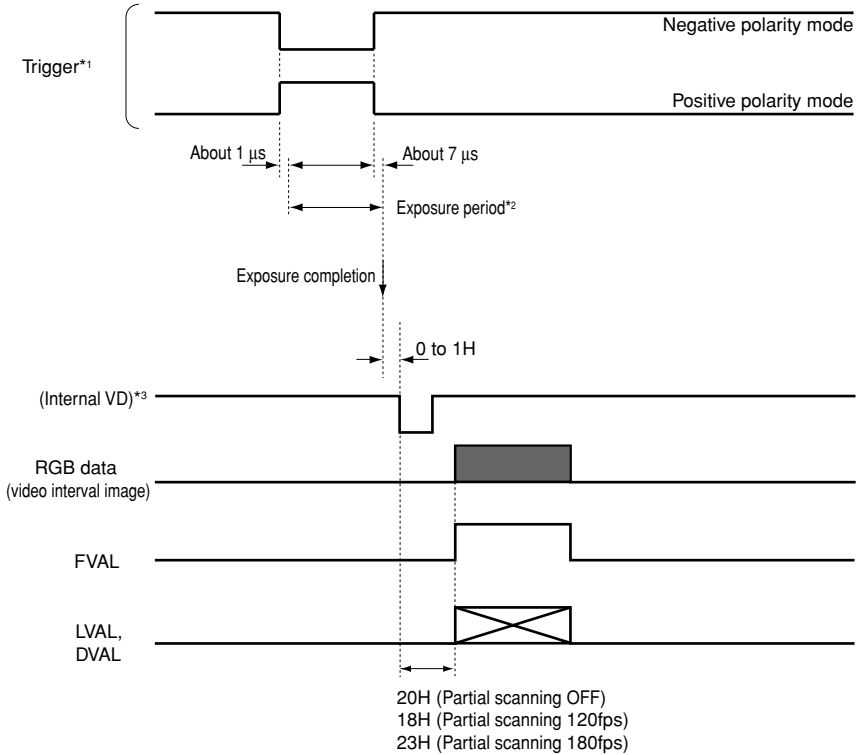 Negative polarity mode
Trigger*1
Positive polarity mode
About 1 μs
About 7 μs
Exposure period*2
Exposure completion
0 to 1H
(Internal VD)*3
RGB data
(video interval image)
FVAL
LVAL,
DVAL
20H (Partial scanning OFF)
18H (Partial scanning 120fps)
23H (Partial scanning 180fps)